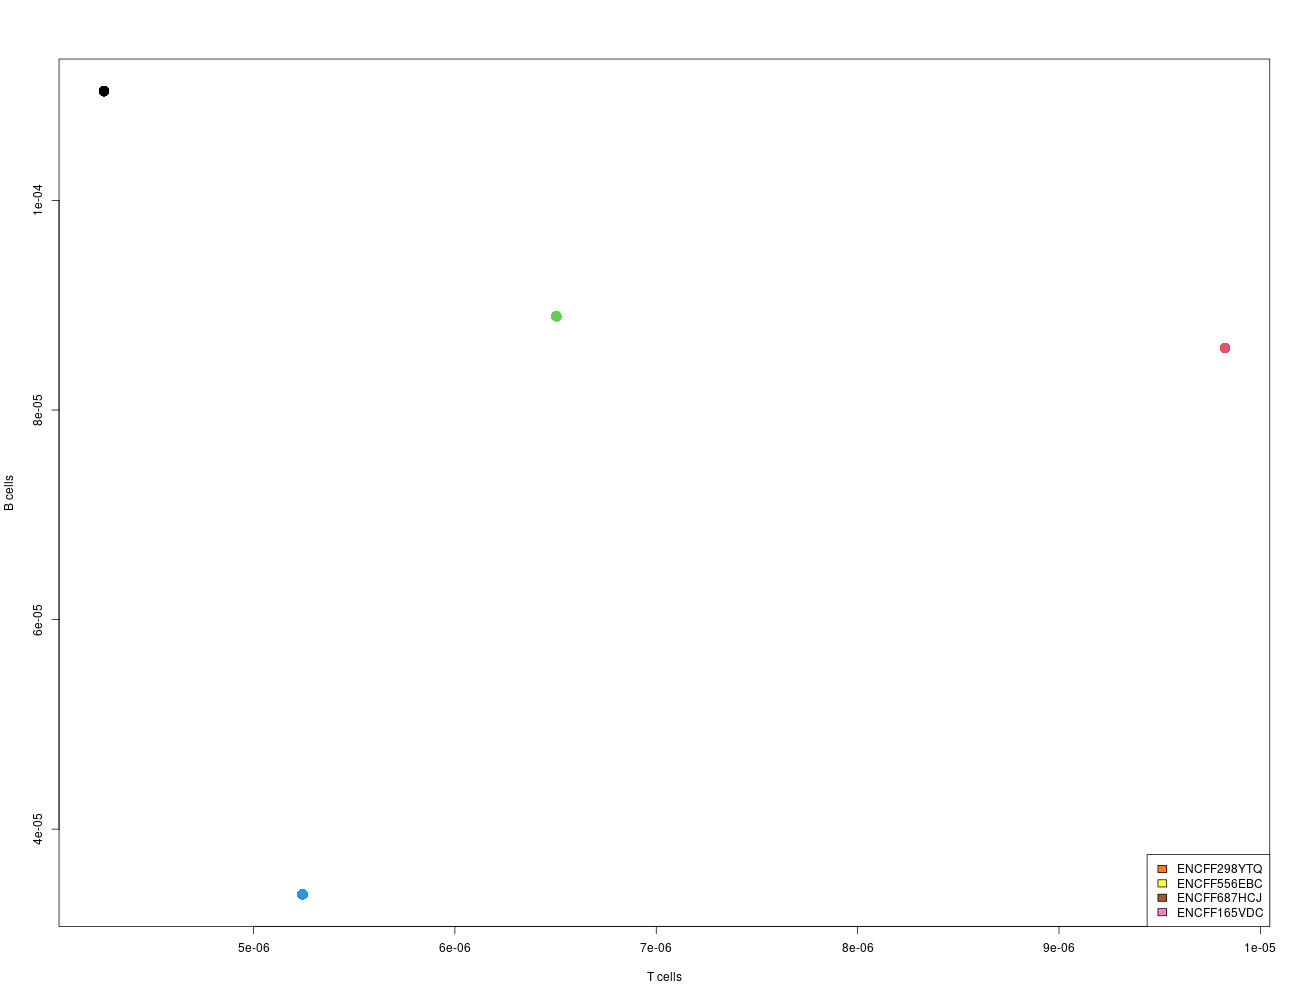 1e-04
8e-05
6e-05
4e-05
B cells
ENCFF298YTQ
ENCFF556EBC
ENCFF687HCJ
ENCFF165VDC
5e-06 6e-06 7e-06 8e-06 9e-06 1e-05
T cells